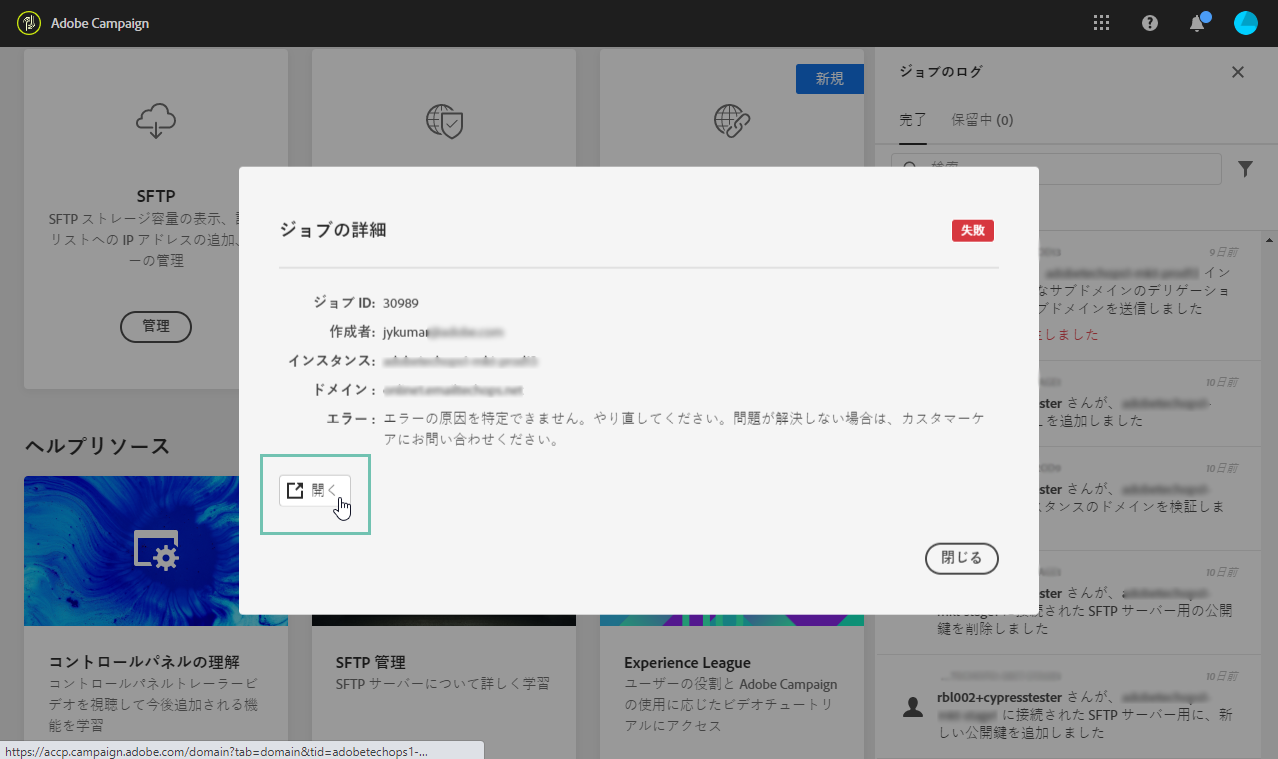 Adobe Campaign
新規
SFTP
SFTP ストレージ容量の表示、
リストへの IP アドレスの追加、
ーの管理
管理
ヘルプリソース
コントロールパネルの理解
コントロールパネルトレーラービ
デオを視聴して今後追加される機
能を学習
SFTP 管理
SFTP サーバーについて詳しく学習
Experience League
ユーザーの役割と Adobe Campaign
の使用に応じたビデオチュートリ
アルにアクセス
ジョブの詳細
失敗
ジョブ ID: 30989
作成者: jykumar
インスタンス:
ドメイン :
エラー : エラーの原因を特定できません。やり直してください。問題が解決しない場合は、カスタマーケ
アにお問い合わせください。
開く
閉じる
ジョブのログ
完了 保留中 (0)
検索
9日前
イン
なサブドメインのデリゲーショ
ブドメインを送信しました
しました
10日前
ster さんが、
を追加しました
10日前
ster さんが、
スタンスのドメインを検証しま
10日前
ster さんが、
に接続された SFTP サーバー用の公開
鍵を削除しました
10日前
rbl002+cypresstester さんが、
に接続された SFTP サーバー用に、新
しい公開鍵を追加しました
https://accp.campaign.adobe.com/domain?tab=domain&tid=adobetechops1-...